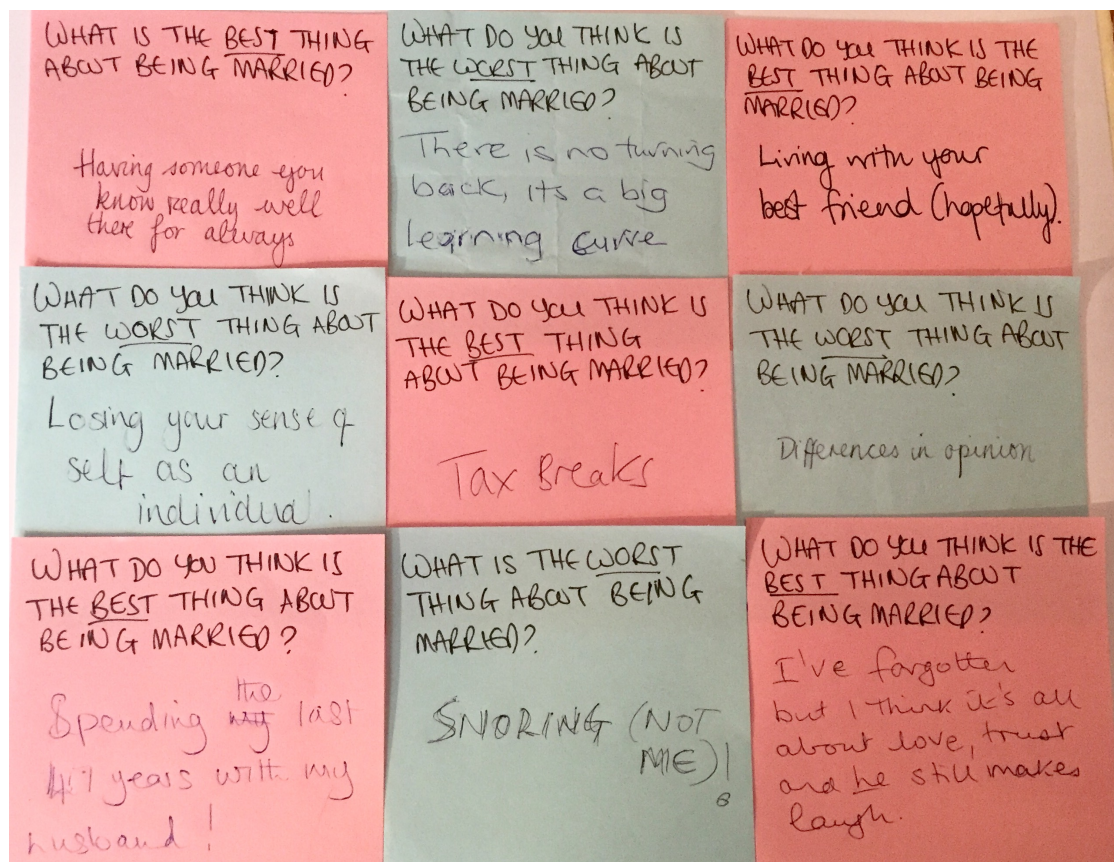 WHAT IS THE BEST THING
ABOUT BEING MARRIED?
Having someone you
know really well
there for always
WHAT DO YOU THINK IS
THE WORST THING ABOUT
BEING MARRIED?
There is no turning
back, its a big
learning curve
WHAT DO YOU THINK IS THE
BEST THING ABOUT BEING
MARRIED?
Living with your
best friend (hopefully).
WHAT DO YOU THINK IS
THE WORST THING ABOUT
BEING MARRIED?
Losing your sense of
self as an
individual.
WHAT DO YOU THINK IS
THE BEST THING
ABOUT BEING MARRIED?
Tax Breaks
WHAT DO YOU THINK IS
THE WORST THING ABOUT
BEING MARRIED?
Differences in opinion
WHAT DO YOU THINK IS
THE BEST THING ABOUT
BEING MARRIED?
Spending the last
47 years with my
husband!
WHAT IS THE WORST
THING ABOUT BEING
MARRIED?
SNORING (NOT
ME)!
WHAT DO YOU THINK IS THE
BEST THING ABOUT
BEING MARRIED?
I've forgotten
but I think it's all
about love, trust
and he still makes
laugh.